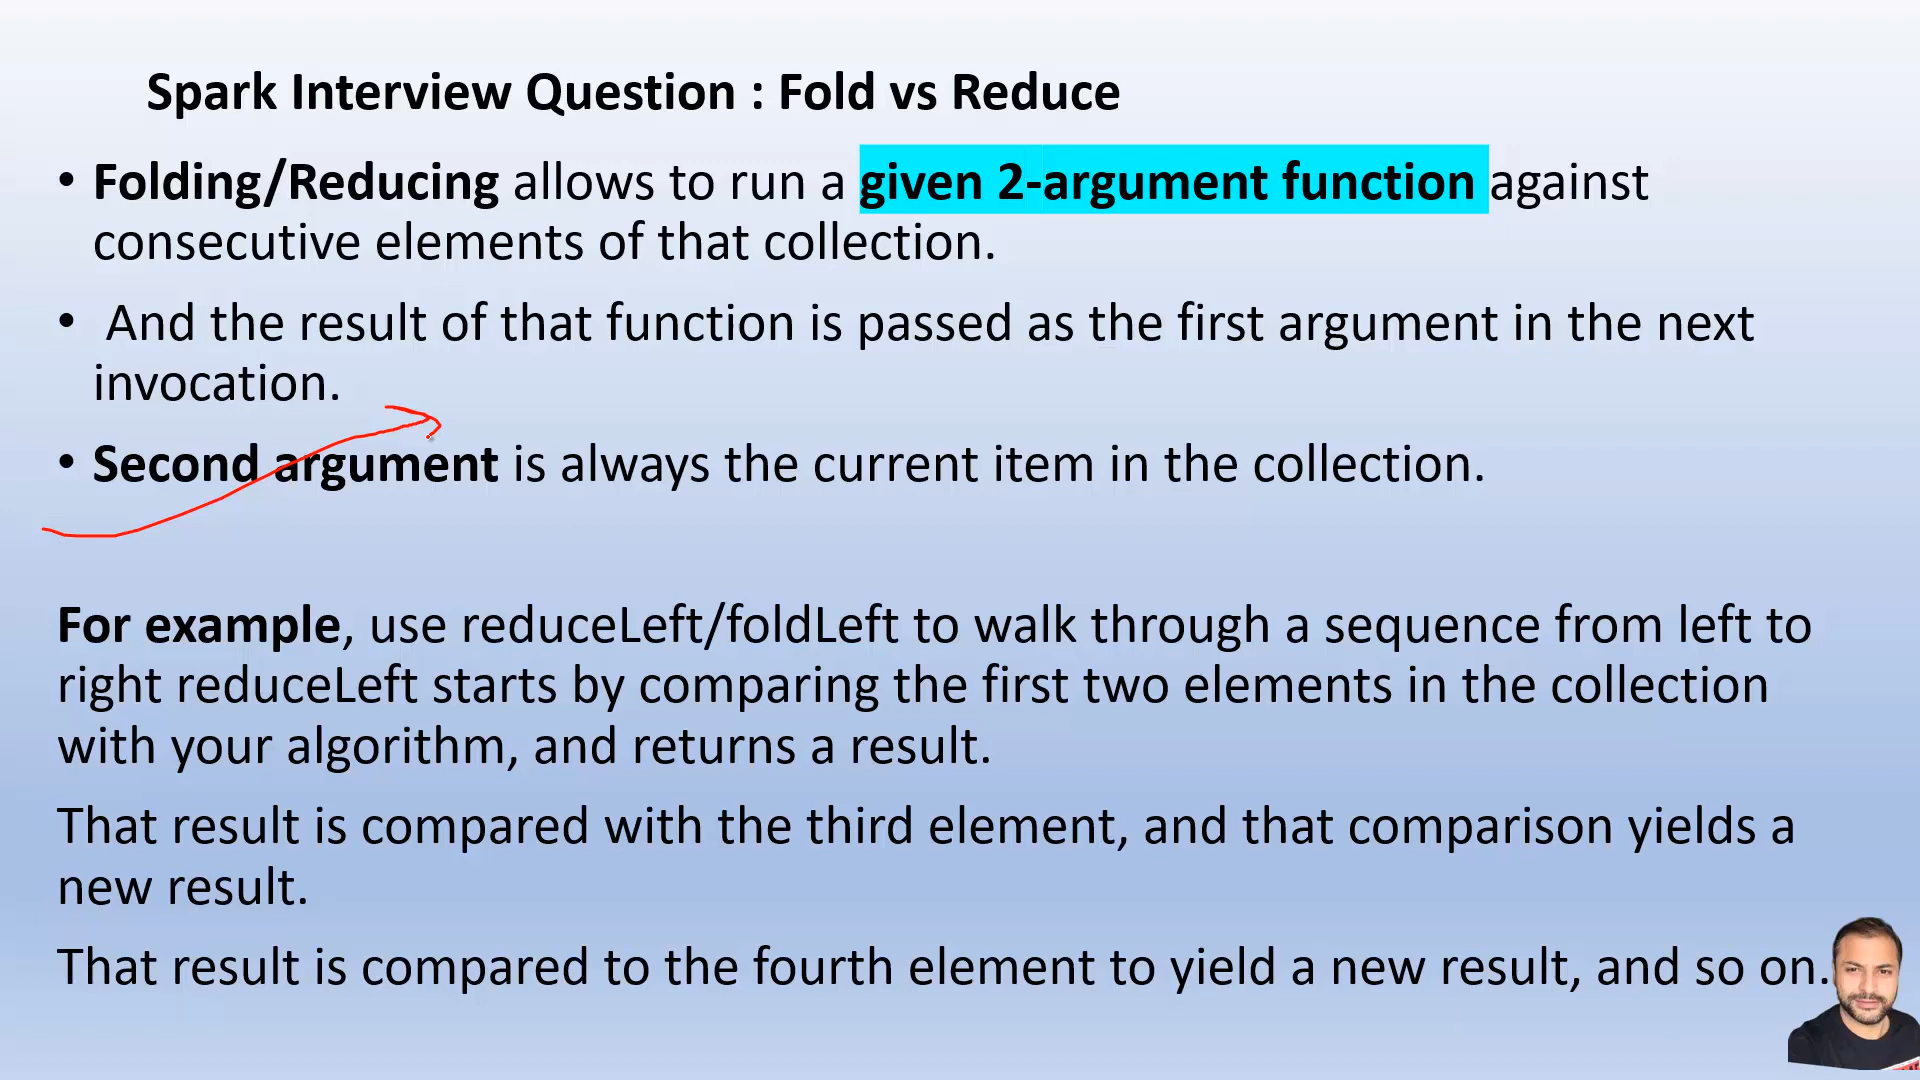 Spark Interview Question : Fold vs Reduce
• Folding/Reducing allows to run a given 2-argument function against
consecutive elements of that collection.
• And the result of that function is passed as the first argument in the next
invocation.
• Second argument is always the current item in the collection.
For example, use reduceLeft/foldLeft to walk through a sequence from left to
right reduceLeft starts by comparing the first two elements in the collection
with your algorithm, and returns a result.
That result is compared with the third element, and that comparison yields a
new result.
That result is compared to the fourth element to yield a new result, and so on.